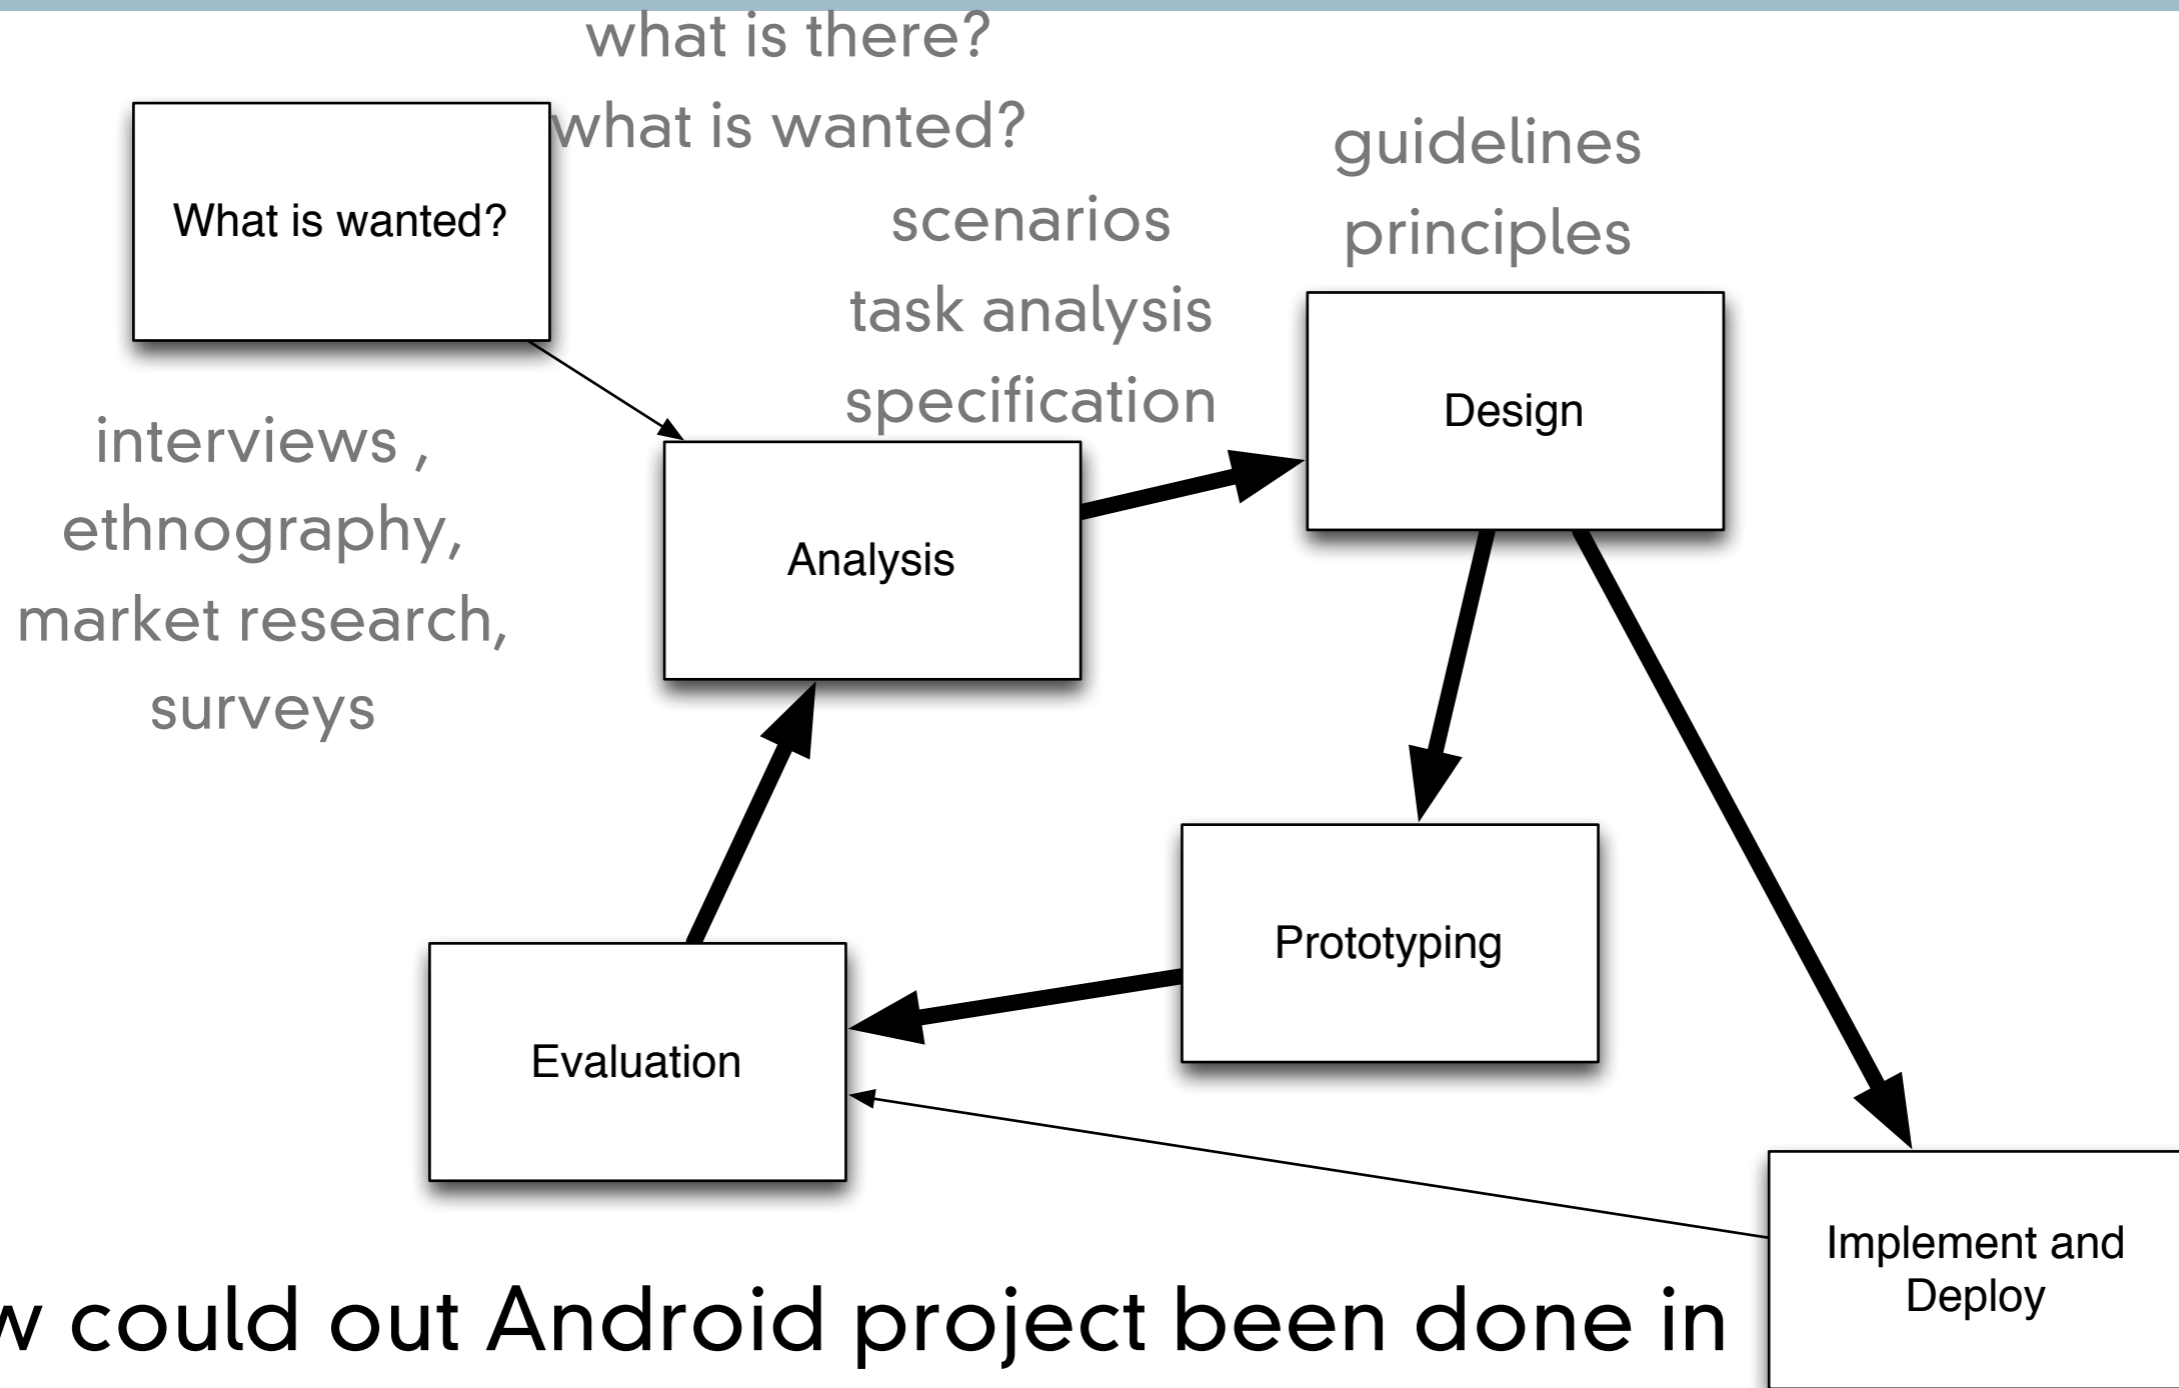 what is there?
what is wanted?
What is wanted?
guidelines
principles
scenarios
task analysis
specification
Design
interviews ,
ethnography,
market research,
surveys
Analysis
Prototyping
Evaluation
Implement and
Deploy
could out Android project been done in